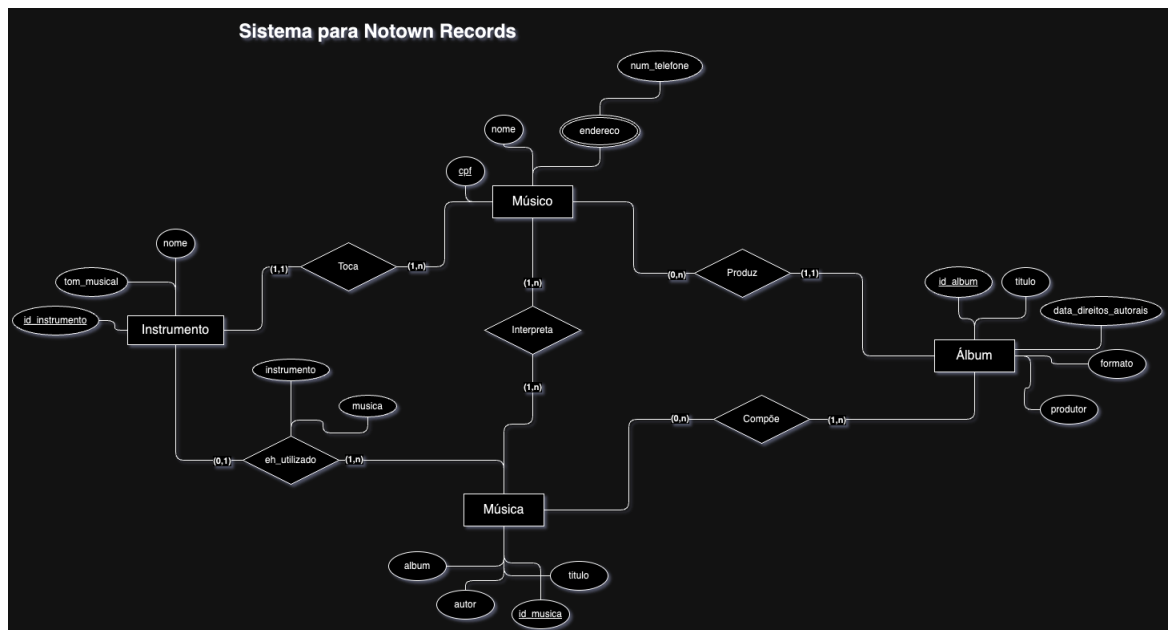 Sistema para Notown Records
num_telefone
nome
endereco
cpf
Músico
nome
tom_musical
id_instrumento
Instrumento
(1,1)
Toca
(1,n)
(0,n)
Produz
(1,1)
(1,n)
Interpreta
(1,n)
id_album
titulo
data_direitos_autorais
Álbum
formato
produtor
instrumento
musica
(0,1)
eh_utilizado
(1,n)
(0,n)
Compõe
(1,n)
Música
album
titulo
autor
id_musica